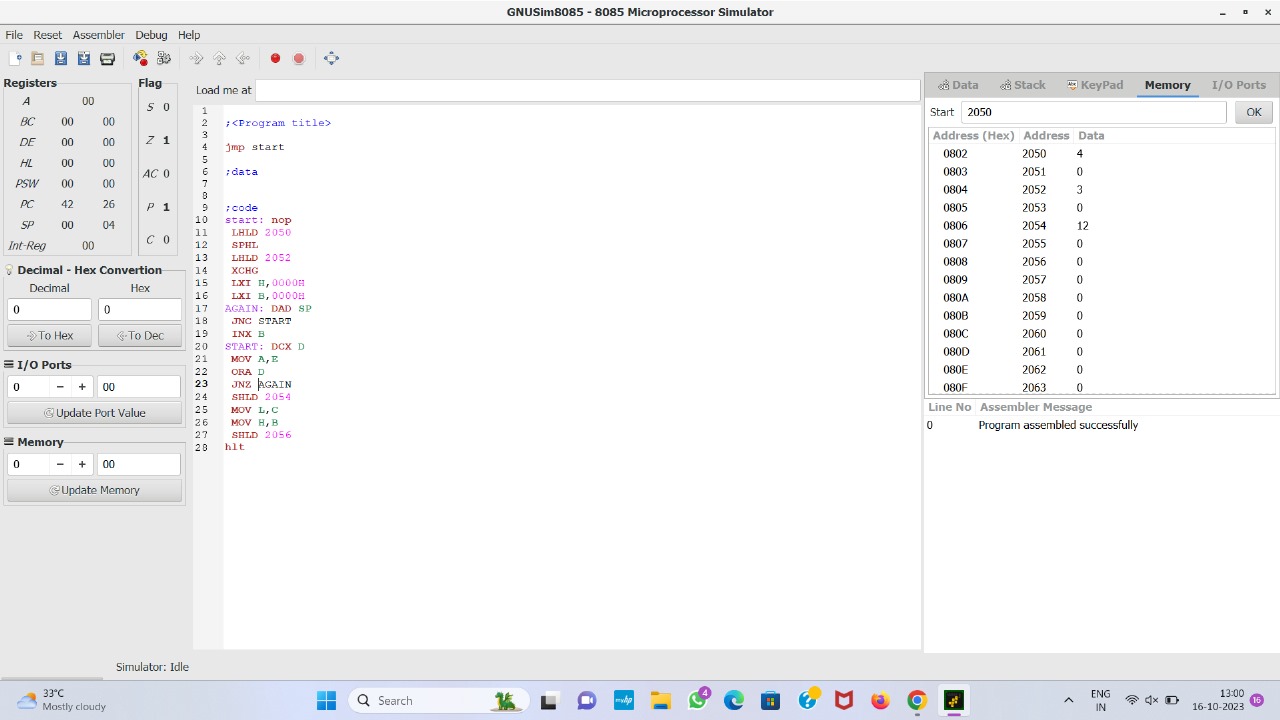 GNUSim8085 - 8085 Microprocessor Simulator
File Reset Assembler Debug Help
Registers
A 00
BC 00 00
DE 00 00
HL 00 00
PSW 00 00
PC 42 26
SP 00 04
Int-Reg 00
Flag
S 0
Z 1
AC 0
P 1
C 0
Decimal - Hex Convertion
Decimal Hex
0 0
To Hex To Dec
I/O Ports
0 − + 00
Update Port Value
Memory
0 − + 00
Update Memory
Load me at
1
2 ;<Program title>
3
4 jmp start
5
6 ;data
7
8
9 ;code
10 start: nop
11 LHLD 2050
12 SPHL
13 LHLD 2052
14 XCHG
15 LXI H,0000H
16 LXI B,0000H
17 AGAIN: DAD SP
18 JNC START
19 INX B
20 START: DCX D
21 MOV A,E
22 ORA D
23 JNZ AGAIN
24 SHLD 2054
25 MOV L,C
26 MOV H,B
27 SHLD 2056
28 hlt
Data Stack KeyPad Memory I/O Ports
Start 2050 OK
Address (Hex) Address Data
0802 2050 4
0803 2051 0
0804 2052 3
0805 2053 0
0806 2054 12
0807 2055 0
0808 2056 0
0809 2057 0
080A 2058 0
080B 2059 0
080C 2060 0
080D 2061 0
080E 2062 0
080F 2063 0
Line No Assembler Message
0 Program assembled successfully
Simulator: Idle
33°C
Mostly cloudy
Search
myhp
4
ENG
IN
13:00
16-10-2023
16